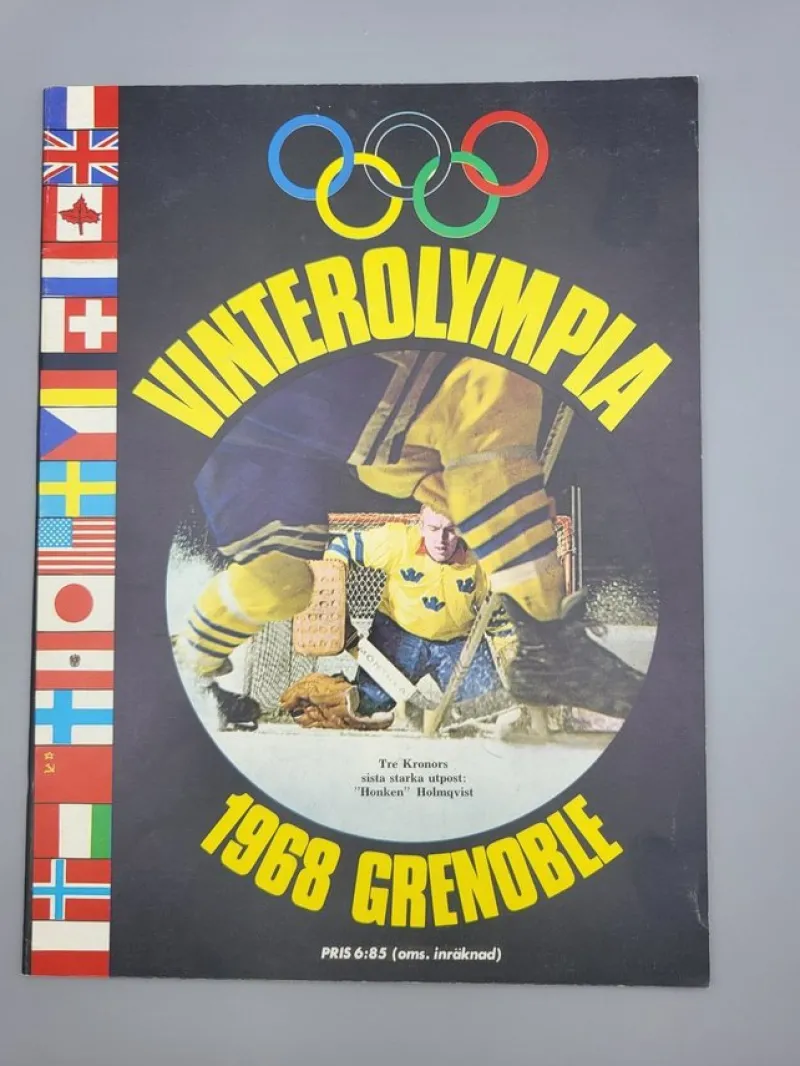 VINTEROLYMPIA
Tre Kronors
sista starka utpost:
"Honken" Holmqvist
1968 GRENOBLE
PRIS 6:85 (oms. inräknad)